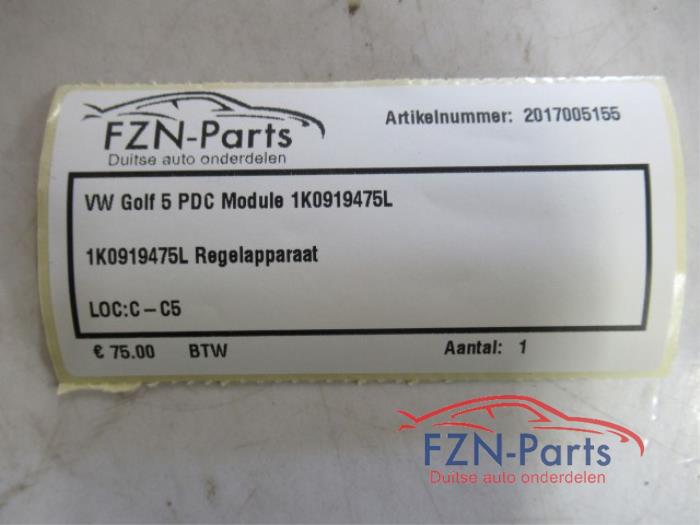 FZN-Parts
Duitse auto onderdelen
Artikelnummer: 2017005155
VW Golf 5 PDC Module 1K0919475L
1K0919475L Regelapparaat
LOC:C – C5
€ 75.00 BTW Aantal: 1
FZN-Parts
Duitse auto onderdelen